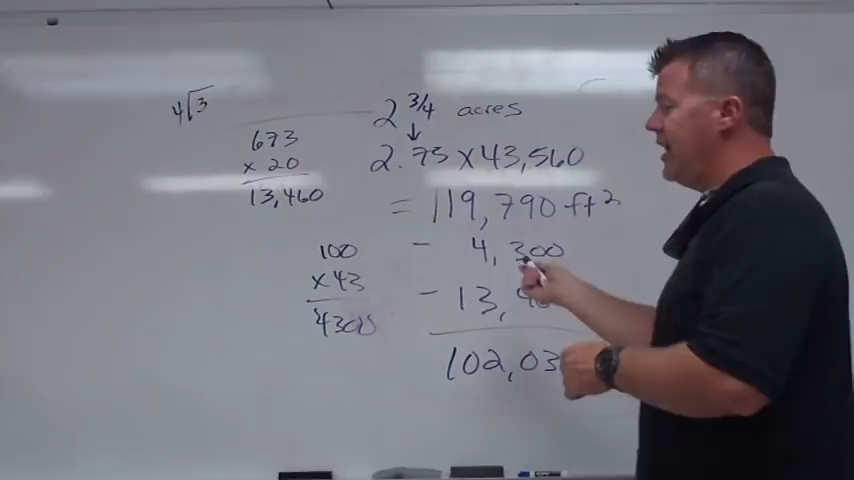 4√3
673
x 20
13,460
100
x 43
4300
2 3/4 acres
2.75 x 43,560
= 119,790 ft²
- 4,300
- 13,4
102,03